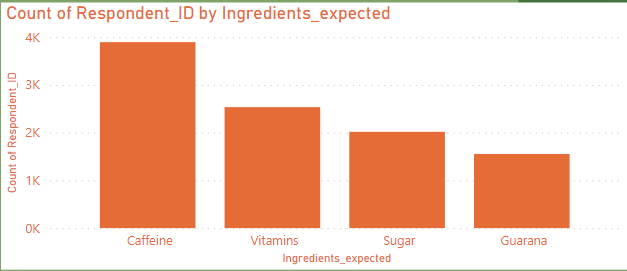 Count of Respondent_ID by Ingredients_expected
4K
3K
2K
1K
0K
Count of Respondent_ID
Caffeine
Vitamins
Sugar
Guarana
Ingredients_expected